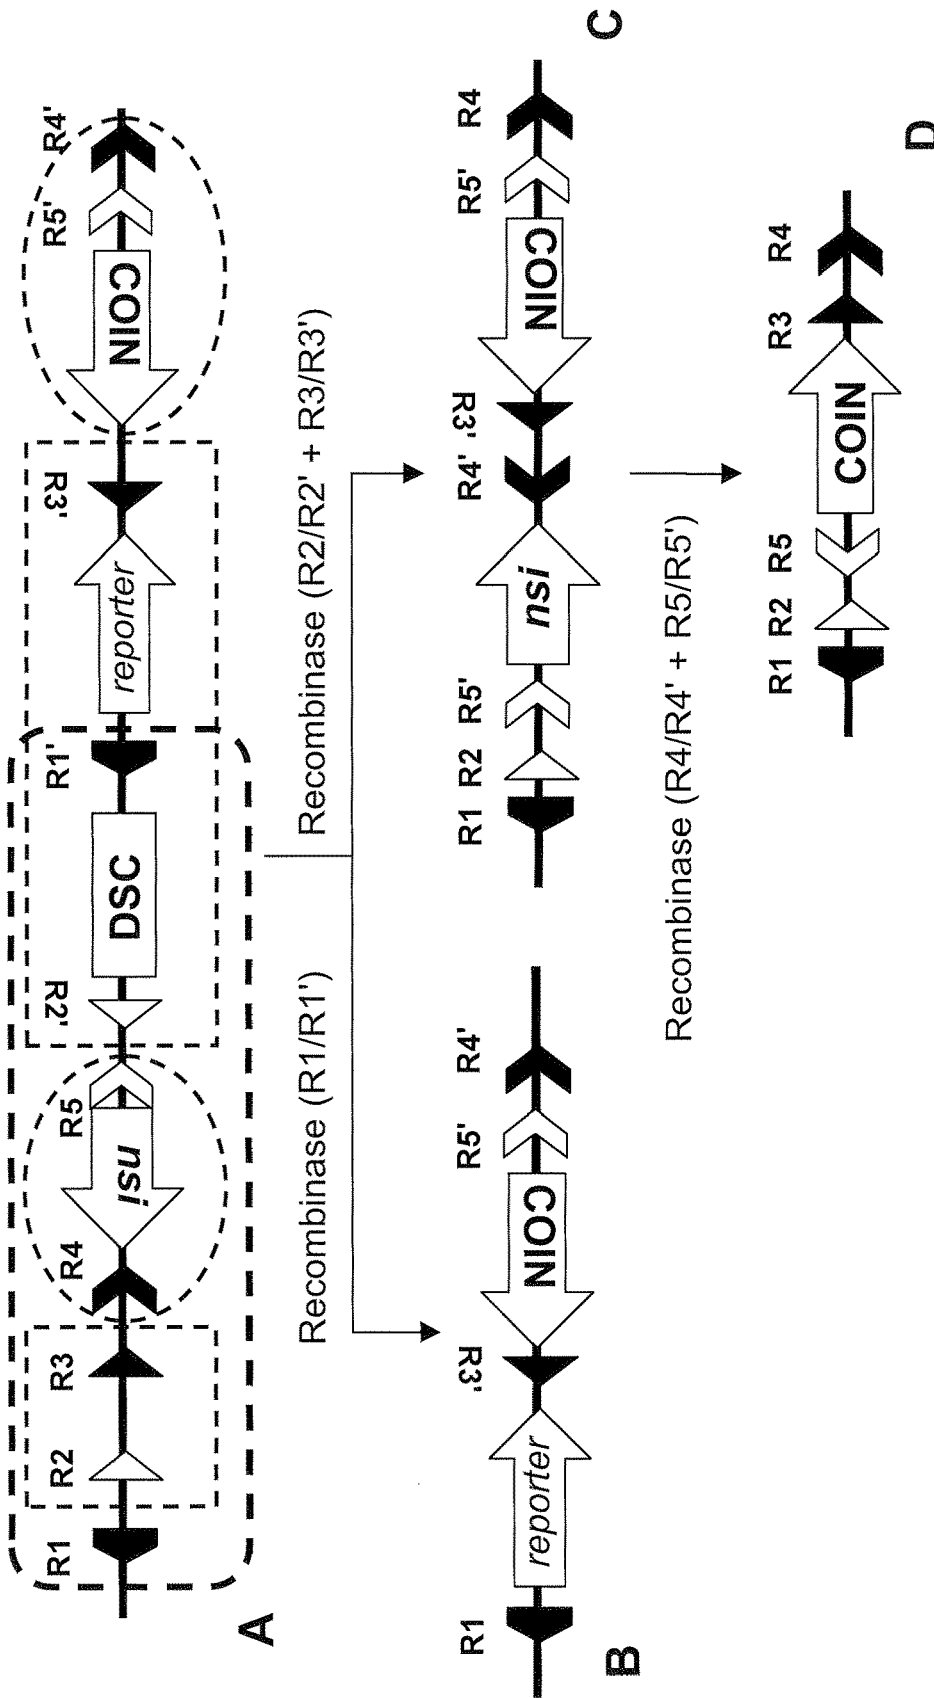 R1 R2 R3 R4 R5 R2' R1' R3' R5' R4'
nsi DSC reporter COIN
A
Recombinase (R1/R1')
Recombinase (R2/R2' + R3/R3')
R1 R3' R5' R4'
reporter COIN
B
R1 R2 R5' R4' R3' R5' R4
nsi COIN
C
Recombinase (R4/R4' + R5/R5')
R1 R2 R5 R3 R4
COIN
D